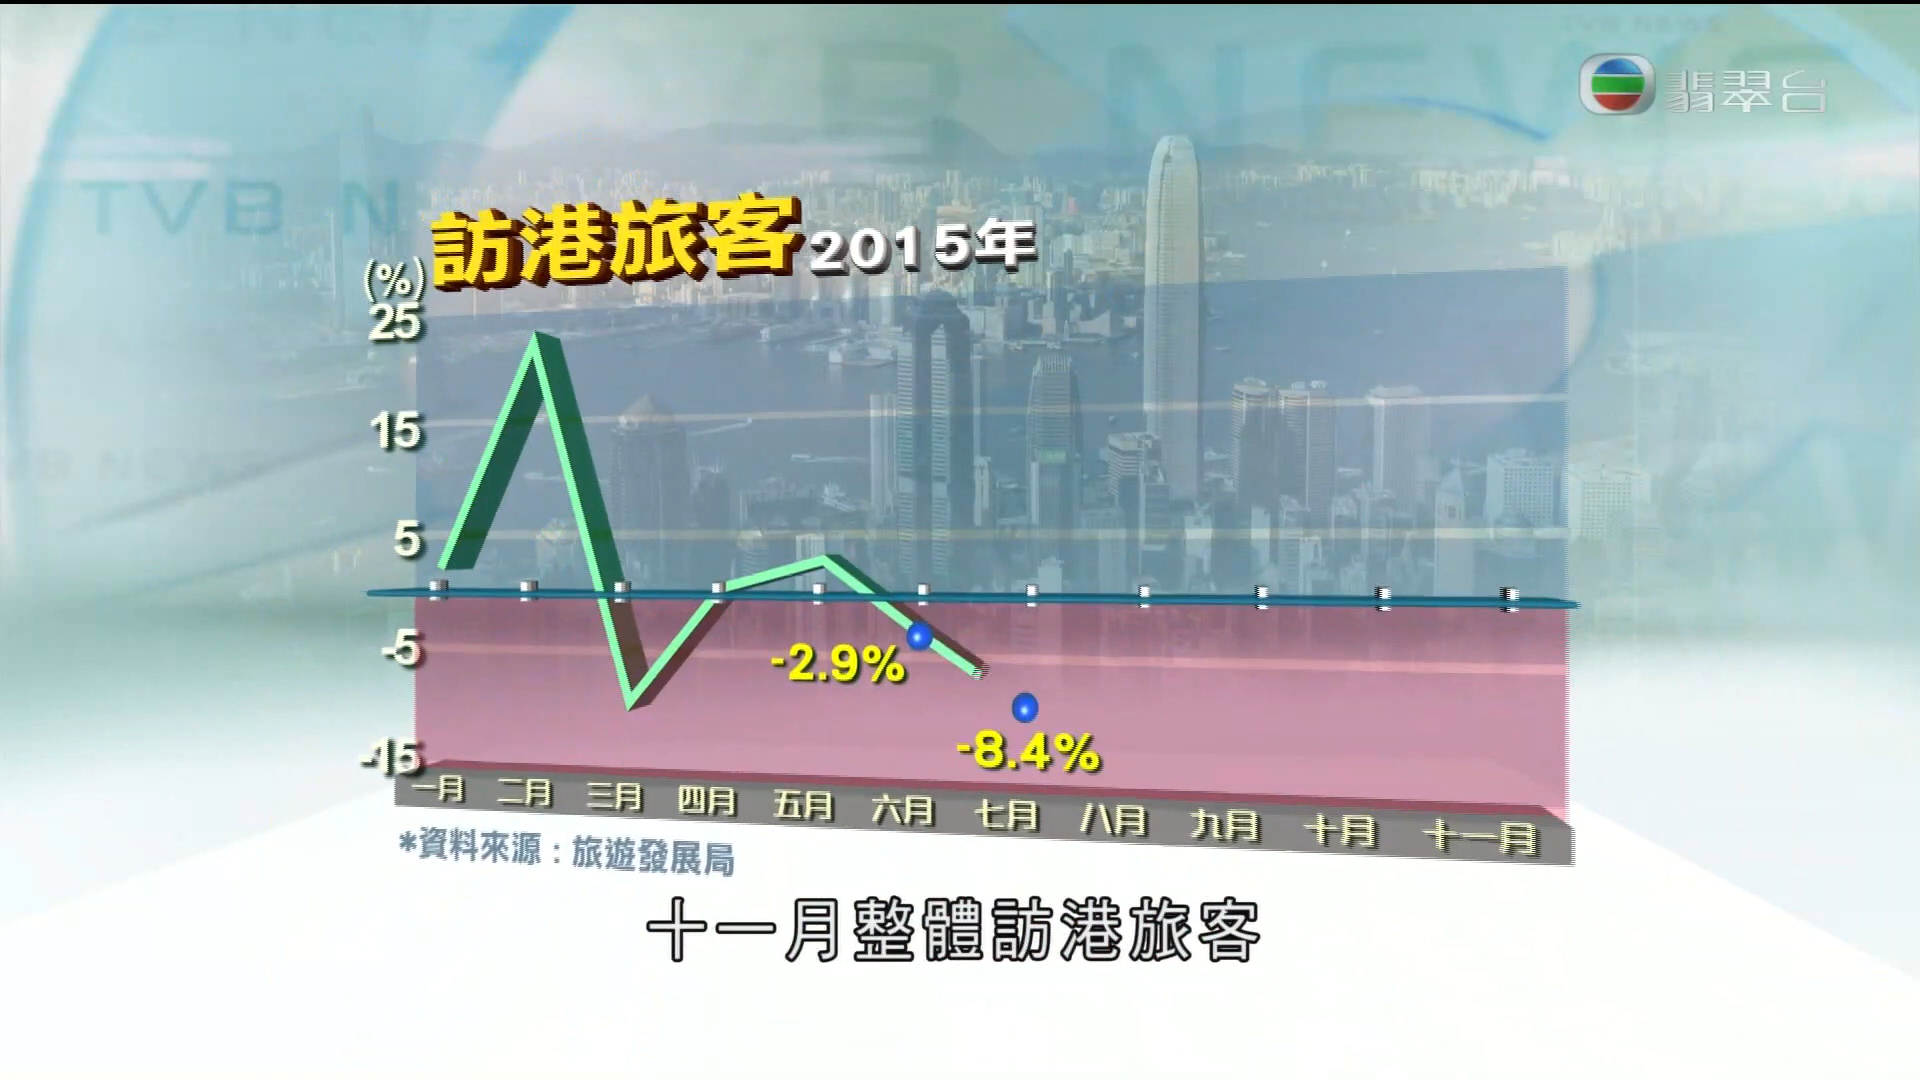 TVB NEWS
翡翠台
TVB N
訪港旅客2015年
(%)
25
15
5
-5
-15
-2.9%
-8.4%
一月 二月 三月 四月 五月 六月 七月 八月 九月 十月 十一月
*資料來源：旅遊發展局
十一月整體訪港旅客